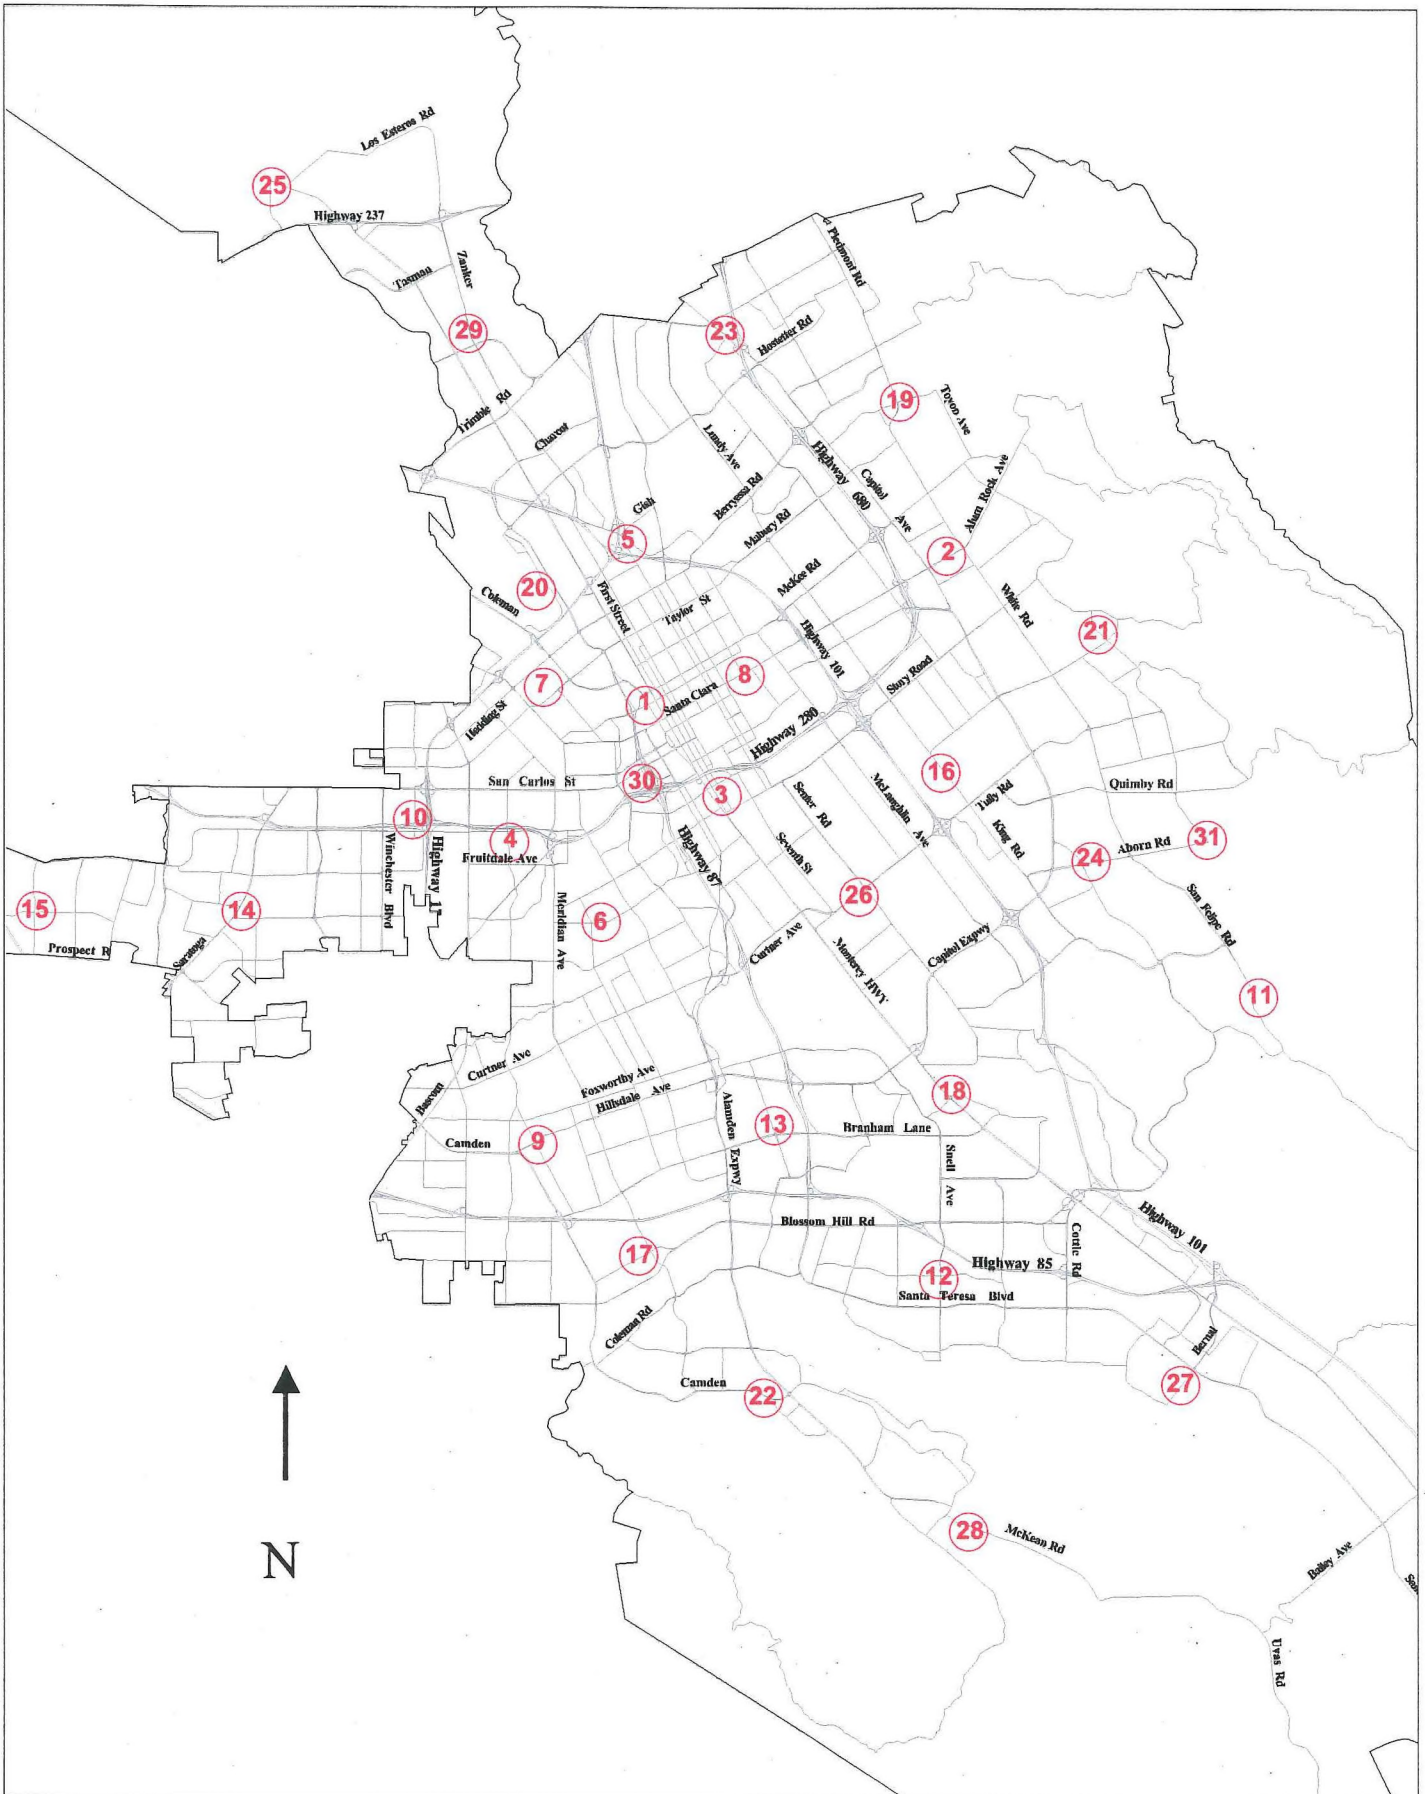 Los Esteros Rd
25
Highway 237
Piedmont Rd
Tasman
Zanker
29
23
Hostetter Rd
19
Toyon Ave
Trimble Rd
Charcot
Lundy Ave
Highway 680
Capitol Ave
Alum Rock Ave
Berryessa Rd
Gish
Mabury Rd
5
2
20
McKee Rd
Coleman
First Street
Taylor St
White Rd
21
Highway 101
8
Story Road
7
1
Santa Clara
Hedding St
Highway 280
San Carlos St
30
3
16
Quimby Rd
Tully Rd
Senter Rd
McLaughlin Ave
King Rd
10
4
Fruitdale Ave
Winchester Blvd
Highway 17
Highway 87
Seventh St
24
Aborn Rd
31
15
14
Meridian Ave
6
26
San Felipe Rd
Prospect R
Saratoga
Curtner Ave
Monterey HWY
Capitol Expwy
11
Curtner Ave
Bascom
Foxworthy Ave
Hillsdale Ave
18
Camden
9
Alamden Expwy
13
Branham Lane
Snell Ave
Blossom Hill Rd
Highway 101
Cottle Rd
17
12
Highway 85
Santa Teresa Blvd
Coleman Rd
Bernal
Camden
22
27
28
McKean Rd
N
Bailey Ave
Uvas Rd